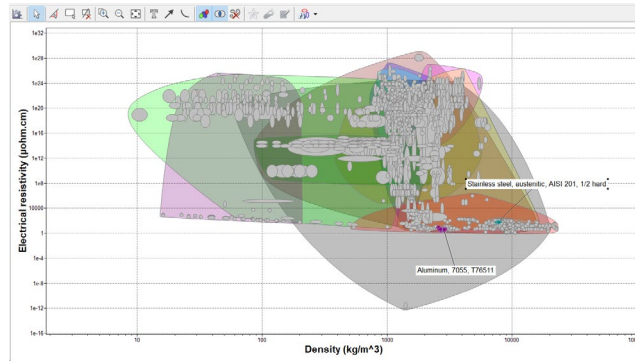 1e32
1e28
1e24
1e20
1e16
1e12
1e8
10000
1
1e-4
1e-8
1e-12
1e-16
Electrical resistivity (µohm.cm)
Stainless steel, austenitic, AISI 201, 1/2 hard
Aluminum, 7055, T76511
10
100
1000
10000
Density (kg/m^3)